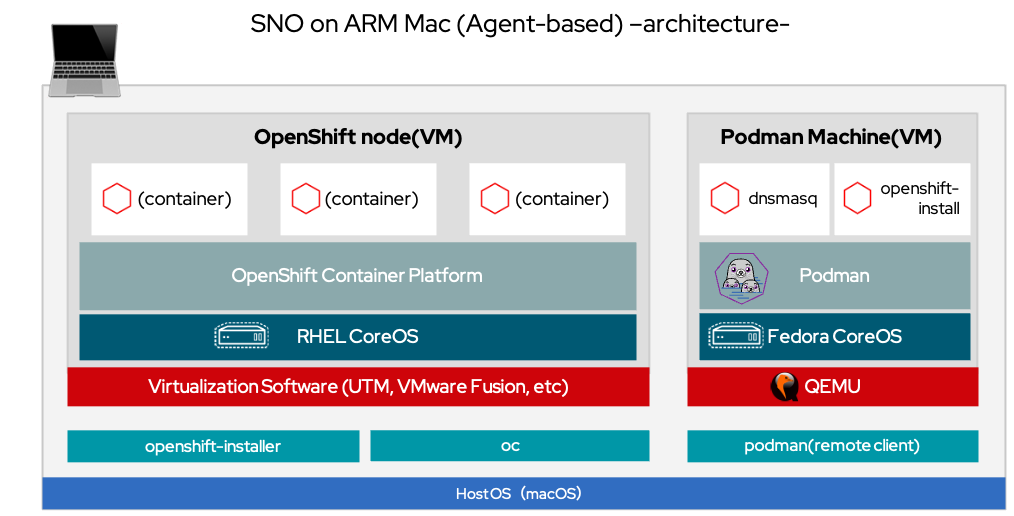 SNO on ARM Mac (Agent-based) –architecture-
OpenShift node(VM)
(container)
(container)
(container)
OpenShift Container Platform
RHEL CoreOS
Virtualization Software (UTM, VMware Fusion, etc)
openshift-installer
oc
Podman Machine(VM)
dnsmasq
openshift-
install
Podman
Fedora CoreOS
QEMU
podman(remote client)
Host OS (macOS)